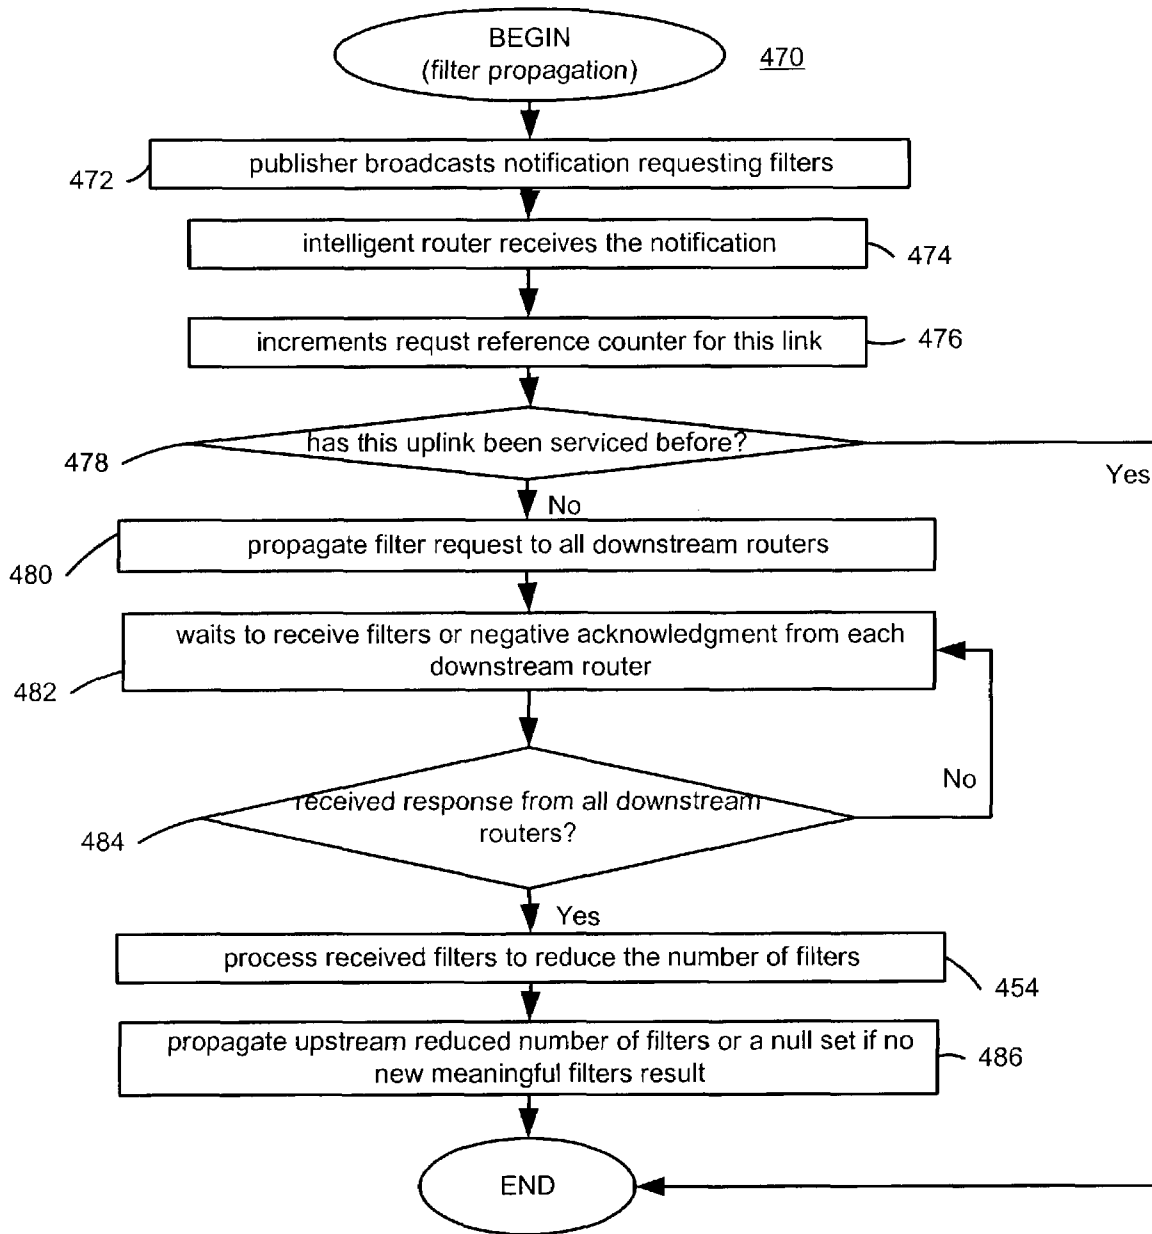 BEGIN
(filter propagation)
470
publisher broadcasts notification requesting filters
472
intelligent router receives the notification
474
increments requst reference counter for this link
476
has this uplink been serviced before?
478
Yes
No
propagate filter request to all downstream routers
480
waits to receive filters or negative acknowledgment from each
downstream router
482
No
received response from all downstream
routers?
484
Yes
process received filters to reduce the number of filters
454
propagate upstream reduced number of filters or a null set if no
new meaningful filters result
486
END